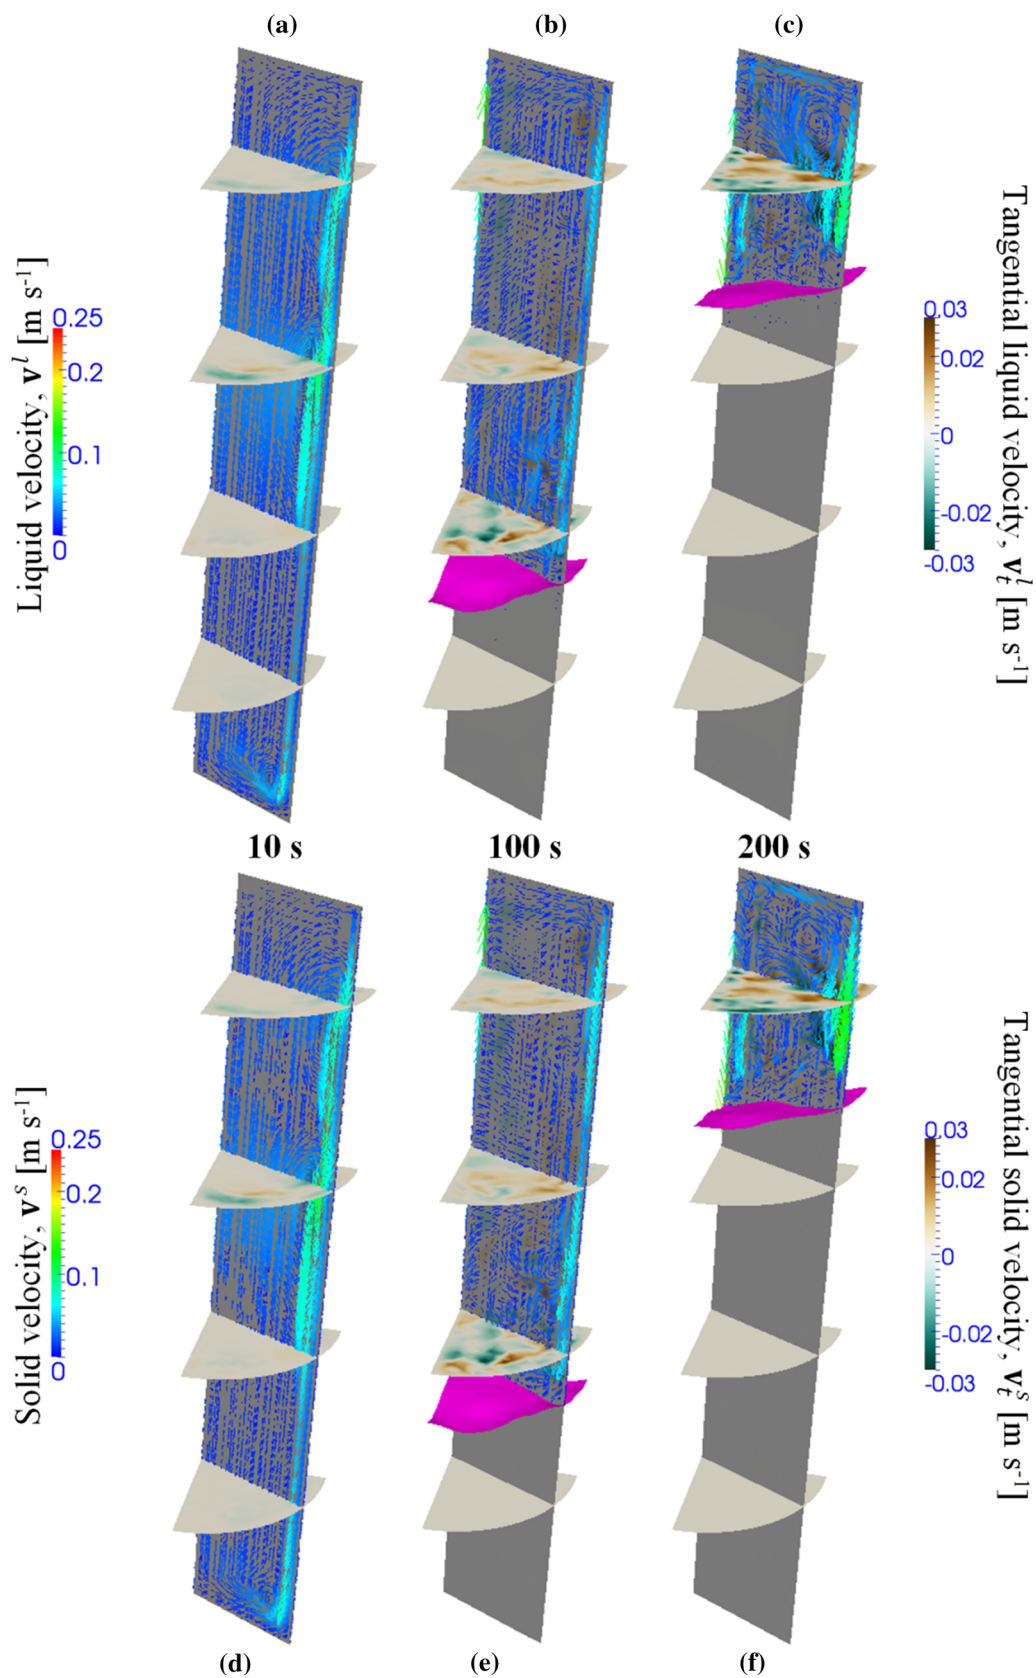 (a) (b) (c)
Liquid velocity, v^l [m s^-1]
0.25
0.2
0.1
0
0.03
0.02
0
-0.02
-0.03
Tangential liquid velocity, v_t^l [m s^-1]
10 s 100 s 200 s
Solid velocity, v^s [m s^-1]
0.25
0.2
0.1
0
0.03
0.02
0
-0.02
-0.03
Tangential solid velocity, v_t^s [m s^-1]
(d) (e) (f)